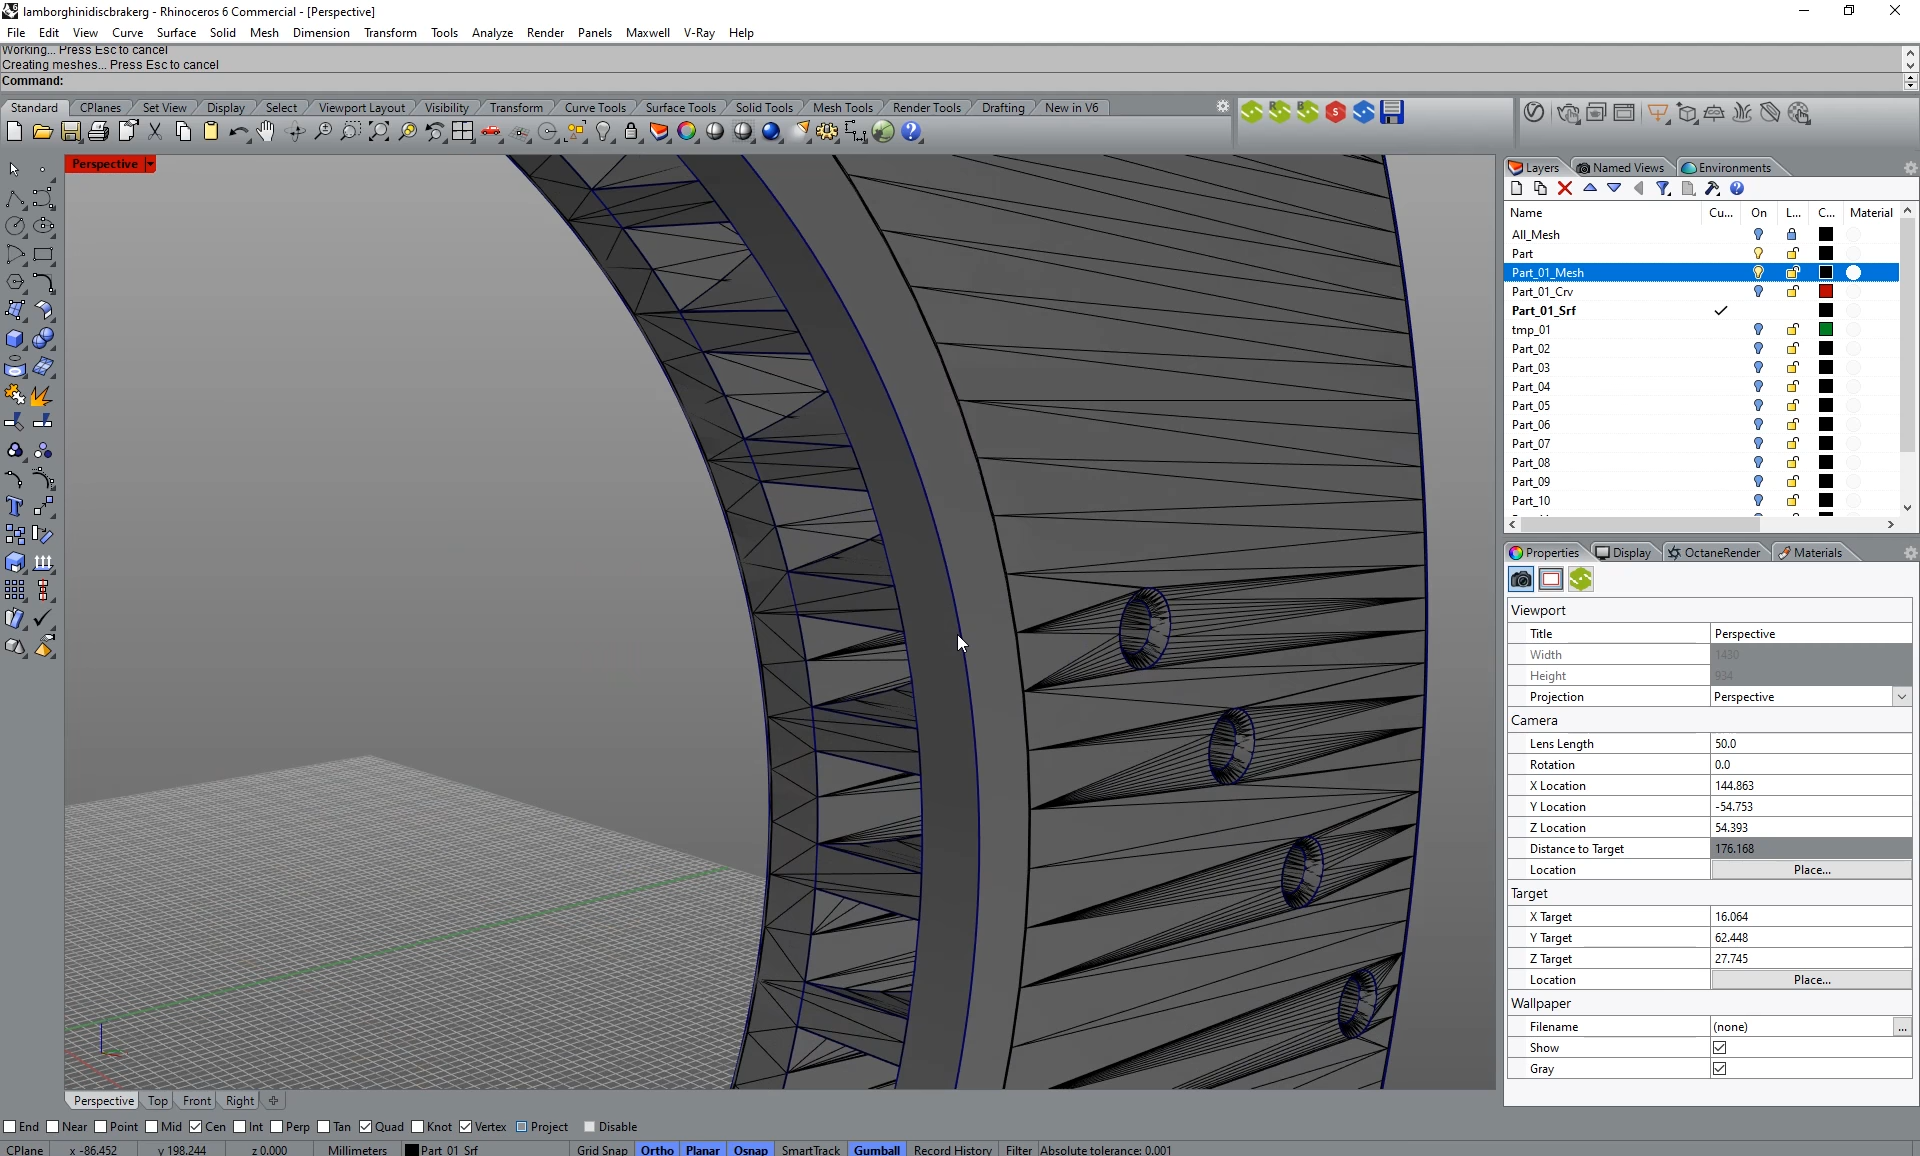 lamborghinidiscbrakerg - Rhinoceros 6 Commercial - [Perspective]
File Edit View Curve Surface Solid Mesh Dimension Transform Tools Analyze Render Panels Maxwell V-Ray Help
Working... Press Esc to cancel
Creating meshes... Press Esc to cancel
Command:
Standard CPlanes Set View Display Select Viewport Layout Visibility Transform Curve Tools Surface Tools Solid Tools Mesh Tools Render Tools Drafting New in V6
Perspective
Layers Named Views Environments
Name Cu... On L... C... Material
All_Mesh
Part
Part_01_Mesh
Part_01_Crv
Part_01_Srf
tmp_01
Part_02
Part_03
Part_04
Part_05
Part_06
Part_07
Part_08
Part_09
Part_10
Properties Display OctaneRender Materials
Viewport
Title Perspective
Width 1430
Height 934
Projection Perspective
Camera
Lens Length 50.0
Rotation 0.0
X Location 144.863
Y Location -54.753
Z Location 54.393
Distance to Target 176.168
Location Place...
Target
X Target 16.064
Y Target 62.448
Z Target 27.745
Location Place...
Wallpaper
Filename (none) ...
Show
Gray
Perspective Top Front Right
End Near Point Mid Cen Int Perp Tan Quad Knot Vertex Project Disable
CPlane x -86.452 y 198.244 z 0.000 Millimeters Part_01_Srf Grid Snap Ortho Planar Osnap SmartTrack Gumball Record History Filter Absolute tolerance: 0.001